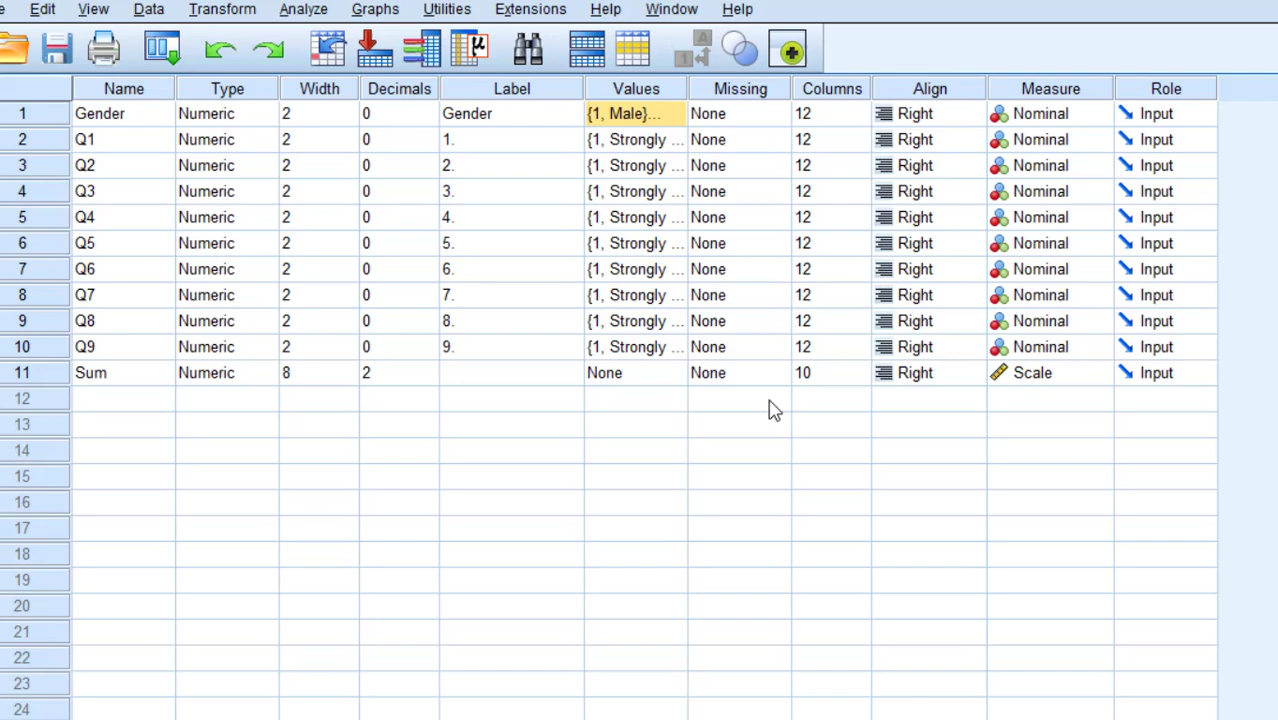 e Edit View Data Transform Analyze Graphs Utilities Extensions Help Window Help
μ A 1
Name Type Width Decimals Label Values Missing Columns Align Measure Role
1 Gender Numeric 2 0 Gender {1, Male}... None 12 Right Nominal Input
2 Q1 Numeric 2 0 1. {1, Strongly ... None 12 Right Nominal Input
3 Q2 Numeric 2 0 2. {1, Strongly ... None 12 Right Nominal Input
4 Q3 Numeric 2 0 3. {1, Strongly ... None 12 Right Nominal Input
5 Q4 Numeric 2 0 4. {1, Strongly ... None 12 Right Nominal Input
6 Q5 Numeric 2 0 5. {1, Strongly ... None 12 Right Nominal Input
7 Q6 Numeric 2 0 6. {1, Strongly ... None 12 Right Nominal Input
8 Q7 Numeric 2 0 7. {1, Strongly ... None 12 Right Nominal Input
9 Q8 Numeric 2 0 8. {1, Strongly ... None 12 Right Nominal Input
10 Q9 Numeric 2 0 9. {1, Strongly ... None 12 Right Nominal Input
11 Sum Numeric 8 2 None None 10 Right Scale Input
12
13
14
15
16
17
18
19
20
21
22
23
24